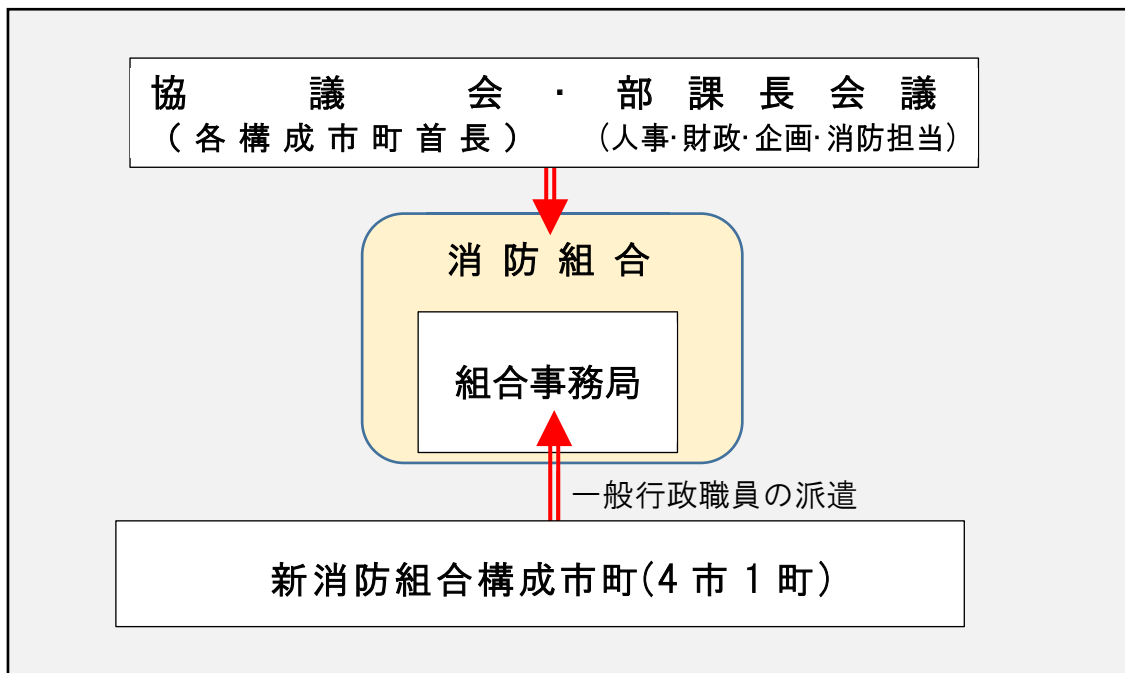 協議会・部課長会議
（各構成市町首長）　（人事・財政・企画・消防担当）
消防組合
組合事務局
一般行政職員の派遣
新消防組合構成市町(4市1町)